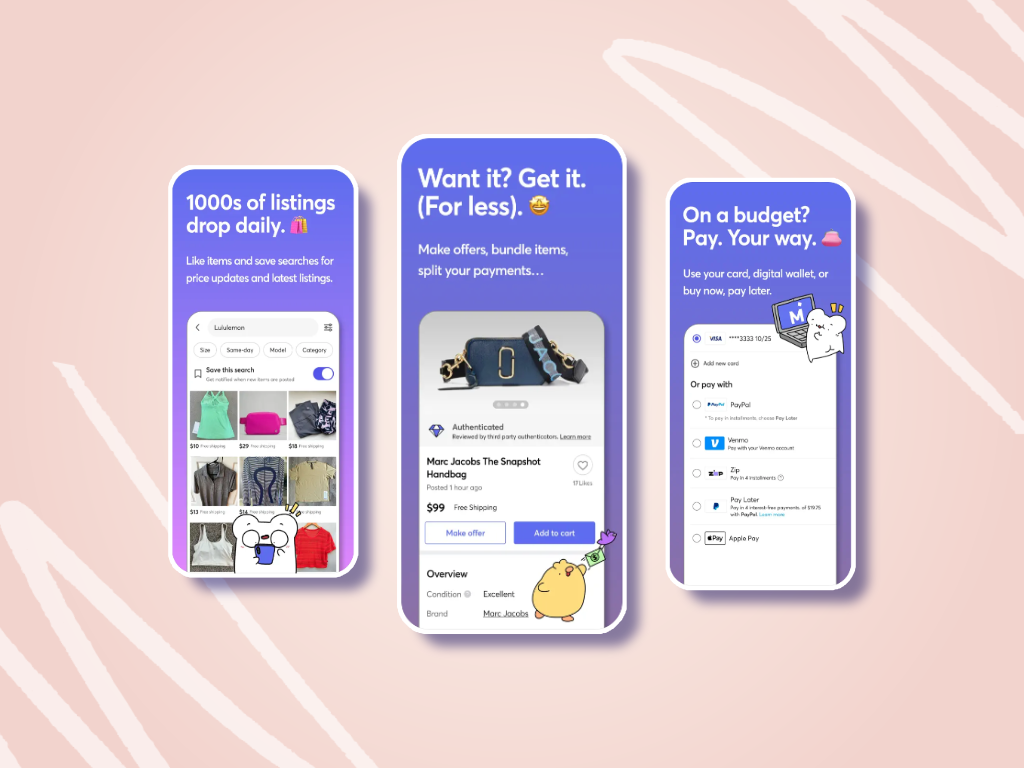 1000s of listings
drop daily. 🛍️
Like items and save searches for
price updates and latest listings.
Lululemon
Size
Same-day
Model
Category
Save this search
Get notified when new items are posted
$10 Free shipping
$29 Free shipping
$18 Free shipping
$13 Free shipping
$14 Free shipping
Want it? Get it.
(For less). 🤩
Make offers, bundle items,
split your payments...
JACOBS
Authenticated
Reviewed by third party authenticators. Learn more
Marc Jacobs The Snapshot
Handbag
Posted 1 hour ago
17 Likes
$99 Free Shipping
Make offer
Add to cart
Overview
Condition Excellent
Brand Marc Jacobs
On a budget?
Pay. Your way. 👛
Use your card, digital wallet, or
buy now, pay later.
M
VISA ****3333 10/25
Add new card
Or pay with
PayPal PayPal
* To pay in installments, choose Pay Later
Venmo
Pay with your Venmo account
Zip Zip
Pay in 4 installments
Pay Later
Pay in 4 interest-free payments, of $19.25
with PayPal. Learn more
Pay Apple Pay